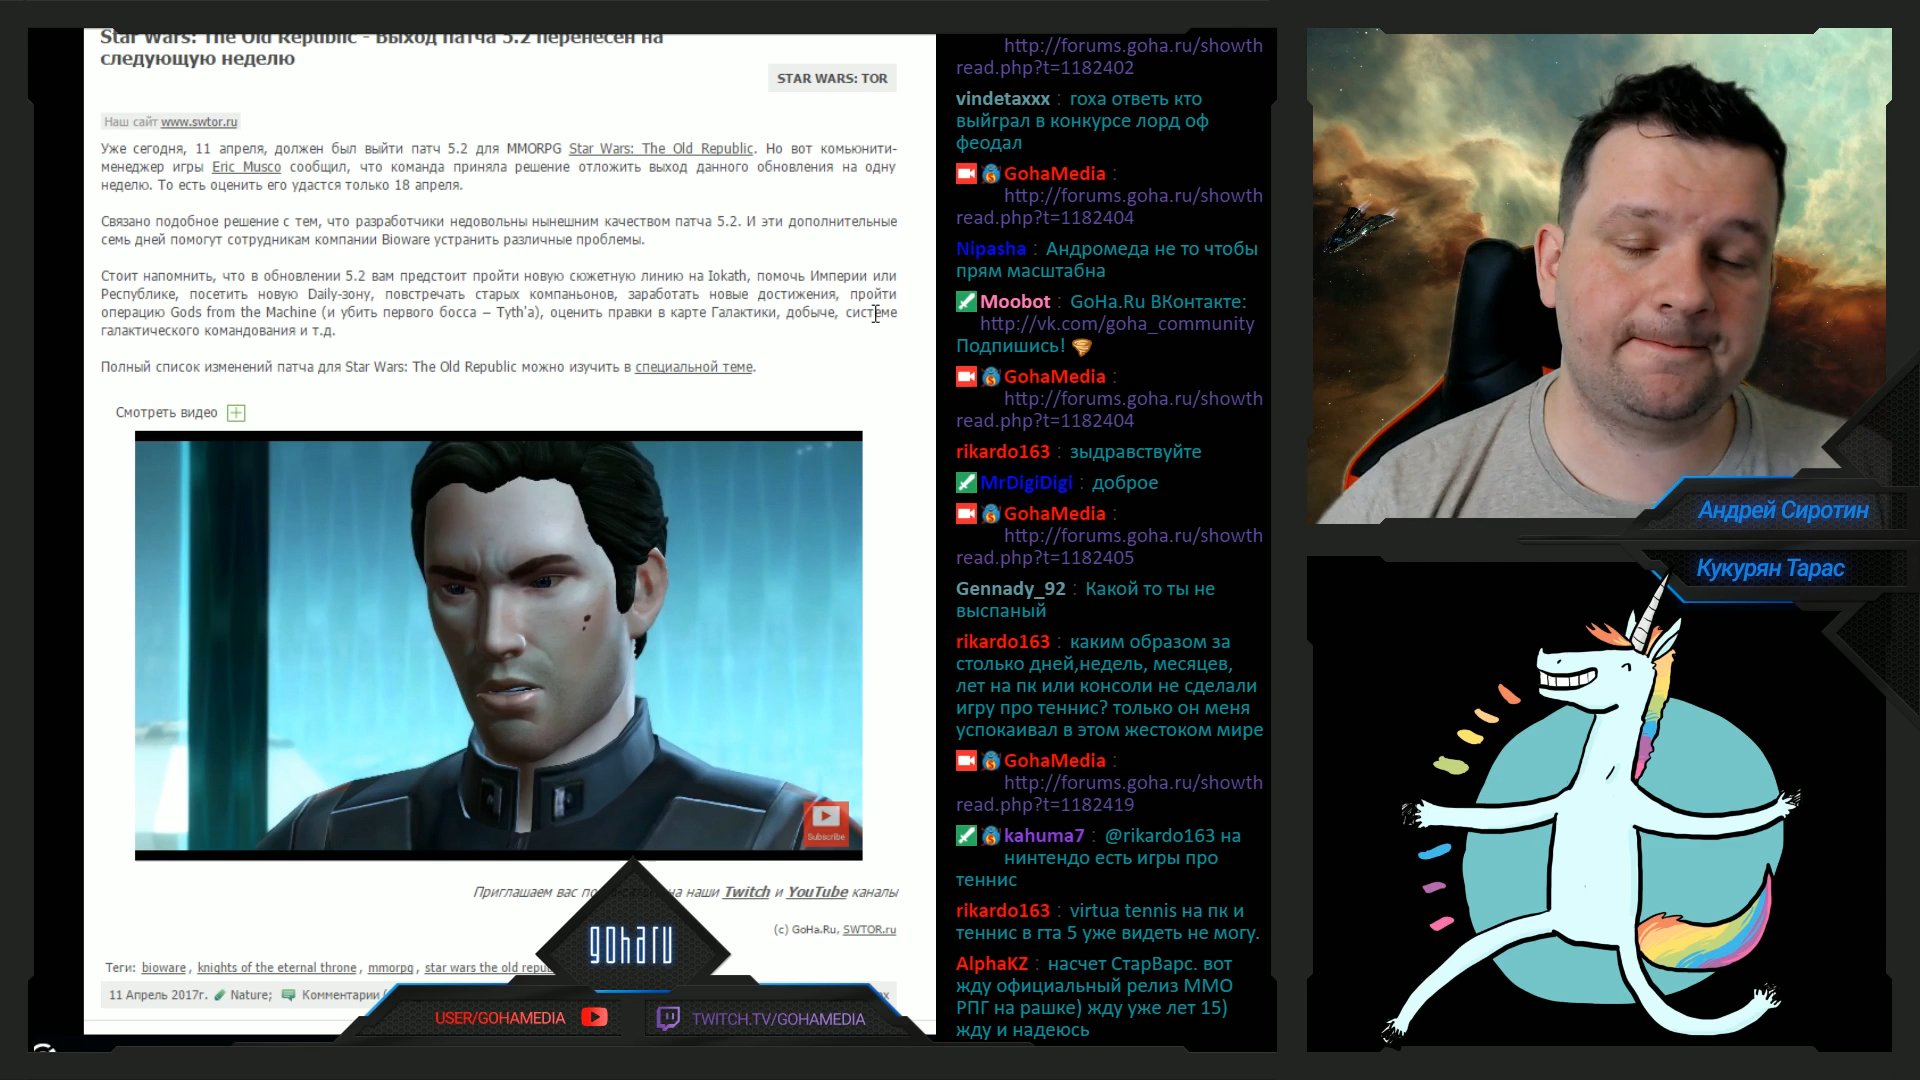 Star Wars: The Old Republic - Выход патча 5.2 перенесен на
следующую неделю
STAR WARS: TOR
Наш сайт www.swtor.ru
Уже сегодня, 11 апреля, должен был выйти патч 5.2 для MMORPG Star Wars: The Old Republic. Но вот комьюнити-
менеджер игры Eric Musco сообщил, что команда приняла решение отложить выход данного обновления на одну
неделю. То есть оценить его удастся только 18 апреля.
Связано подобное решение с тем, что разработчики недовольны нынешним качеством патча 5.2. И эти дополнительные
семь дней помогут сотрудникам компании Bioware устранить различные проблемы.
Стоит напомнить, что в обновлении 5.2 вам предстоит пройти новую сюжетную линию на Iokath, помочь Империи или
Республике, посетить новую Daily-зону, повстречать старых компаньонов, заработать новые достижения, пройти
операцию Gods from the Machine (и убить первого босса – Tyth'a), оценить правки в карте Галактики, добыче, системе
галактического командования и т.д.
Полный список изменений патча для Star Wars: The Old Republic можно изучить в специальной теме.
Смотреть видео
Subscribe
Приглашаем вас на наши Twitch и YouTube каналы
(c) GoHa.Ru, SWTOR.ru
Теги: bioware, knights of the eternal throne, mmorpg, star wars the old
11 Апрель 2017г. Nature; Комментарии
goharu
USER/GOHAMEDIA
TWITCH.TV/GOHAMEDIA
http://forums.goha.ru/showth
read.php?t=1182402
vindetaxxx : гоха ответь кто
выйграл в конкурсе лорд оф
феодал
GohaMedia :
http://forums.goha.ru/showth
read.php?t=1182404
Nipasha : Андромеда не то чтобы
прям масштабна
Moobot : GoHa.Ru ВКонтакте:
http://vk.com/goha_community
Подпишись!
GohaMedia :
http://forums.goha.ru/showth
read.php?t=1182404
rikardo163 : зыдравствуйте
MrDigiDigi : доброе
GohaMedia :
http://forums.goha.ru/showth
read.php?t=1182405
Gennady_92 : Какой то ты не
выспаный
rikardo163 : каким образом за
столько дней,недель, месяцев,
лет на пк или консоли не сделали
игру про теннис? только он меня
успокаивал в этом жестоком мире
GohaMedia :
http://forums.goha.ru/showth
read.php?t=1182419
kahuma7 : @rikardo163 на
нинтендо есть игры про
теннис
rikardo163 : virtua tennis на пк и
теннис в гта 5 уже видеть не могу.
AlphaKZ : насчет СтарВарс. вот
жду официальный релиз ММО
РПГ на рашке) жду уже лет 15)
жду и надеюсь
Андрей Сиротин
Кукурян Тарас